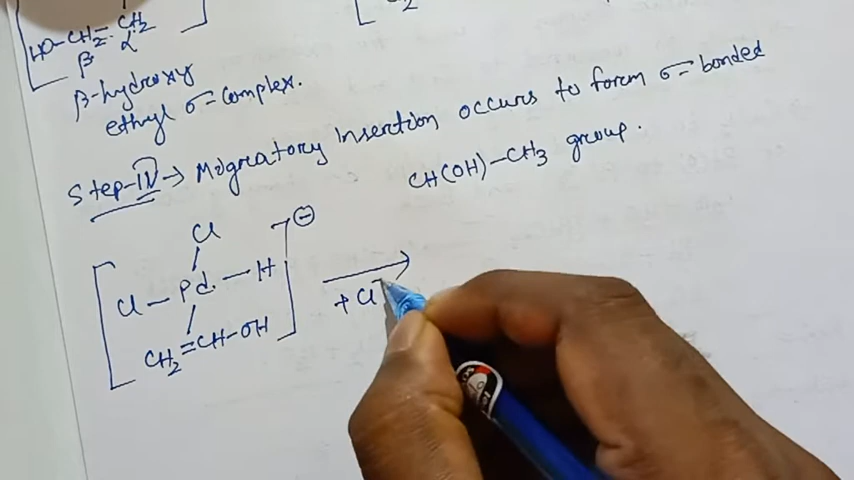 HO-CH2=CH2
β α
2
β-hydroxy
ethyl σ-complex.
Step-IV → Migratory Insertion occurs to form σ-bonded
CH(OH)-CH3 group.
Cl ⊖
Cl - Pd - H
CH2=CH-OH
+ Cl-